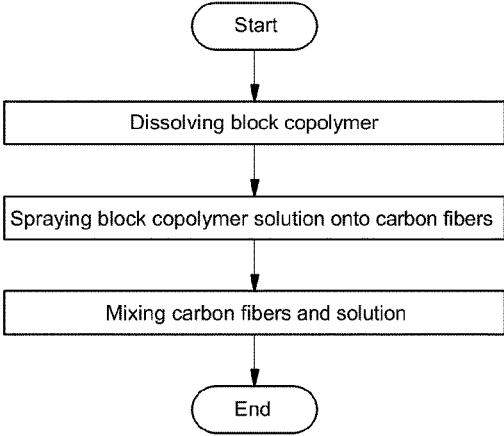 Start
Dissolving block copolymer
Spraying block copolymer solution onto carbon fibers
Mixing carbon fibers and solution
End